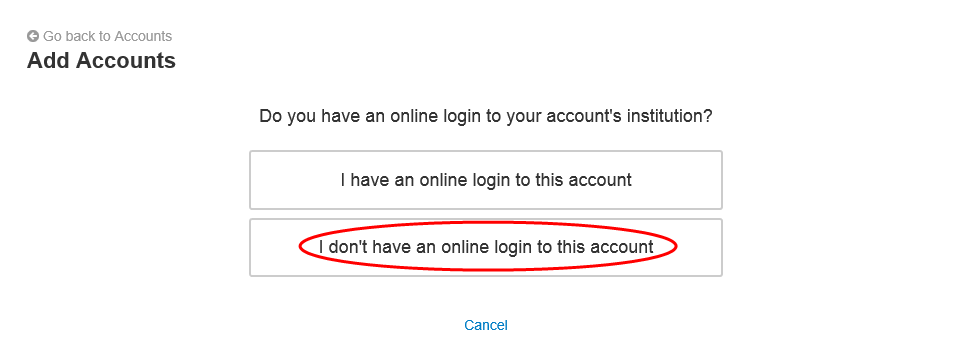 Go back to Accounts
Add Accounts
Do you have an online login to your account's institution?
I have an online login to this account
I don't have an online login to this account
Cancel